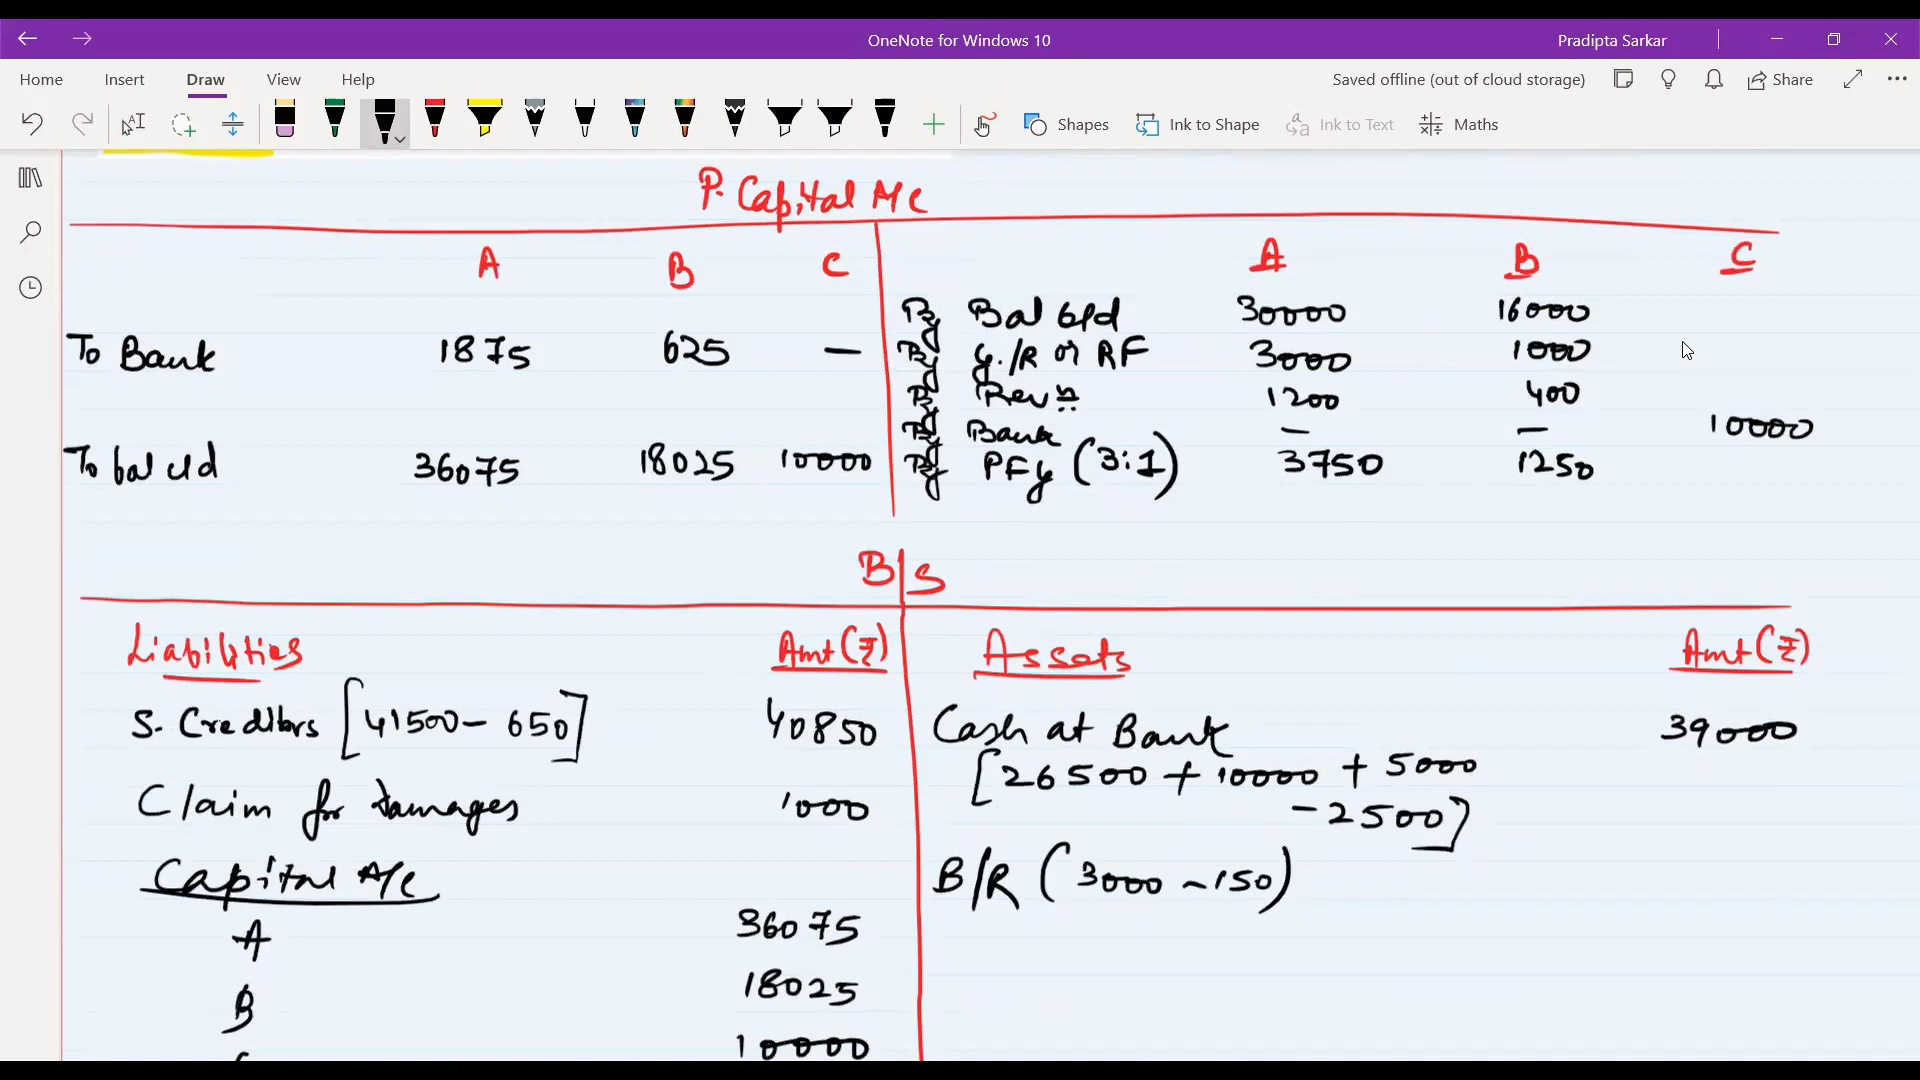 OneNote for Windows 10
Pradipta Sarkar
Home Insert Draw View Help
Saved offline (out of cloud storage) Share
Shapes Ink to Shape Ink to Text Maths
P. Capital A/c
A B C A B C
By Bal b/d 30000 16000
To Bank 1875 625 — By G./R or RF 3000 1000
By Revn 1200 400
By Bank — — 10000
To bal c/d 36075 18025 10000 By PFG (3:1) 3750 1250
B/S
Liabilities Amt (₹) Assets Amt (₹)
S. Creditors [41500 - 650] 40850 Cash at Bank 39000
[26500 + 10000 + 5000
- 2500]
Claim for damages 1000
Capital A/c B/R (3000 - 150)
A 36075
B 18025
10000